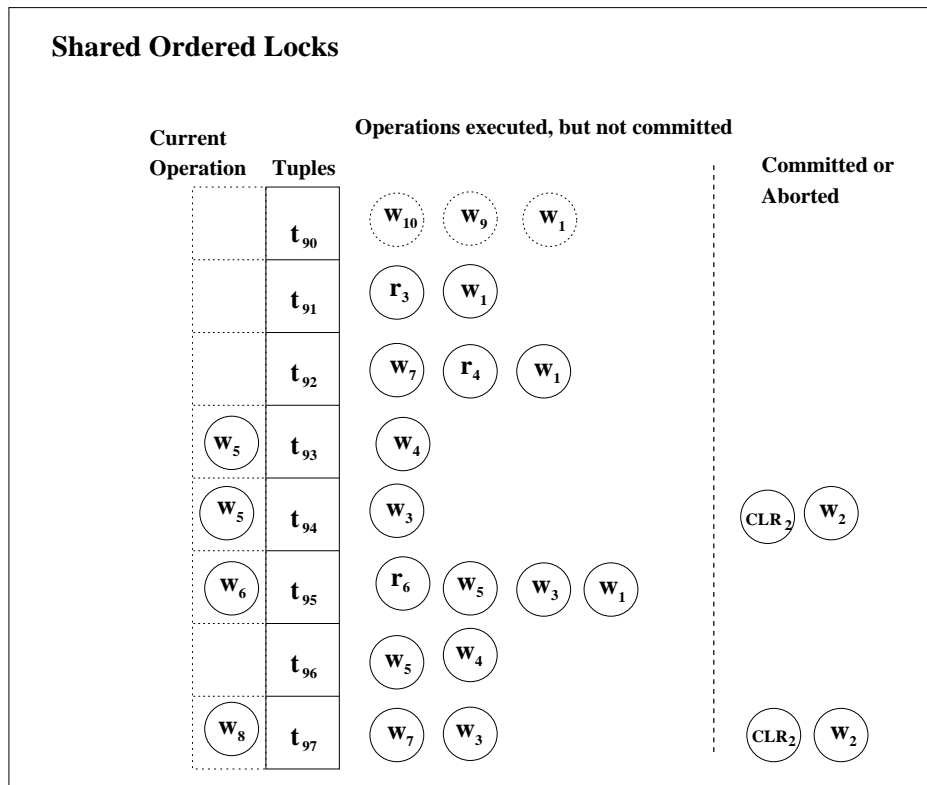 Shared Ordered Locks
Operations executed, but not committed
Current
Operation
Tuples
Committed or
Aborted
t90 w10 w9 w1
t91 r3 w1
t92 w7 r4 w1
w5 t93 w4
w5 t94 w3 CLR2 w2
w6 t95 r6 w5 w3 w1
t96 w5 w4
w8 t97 w7 w3 CLR2 w2